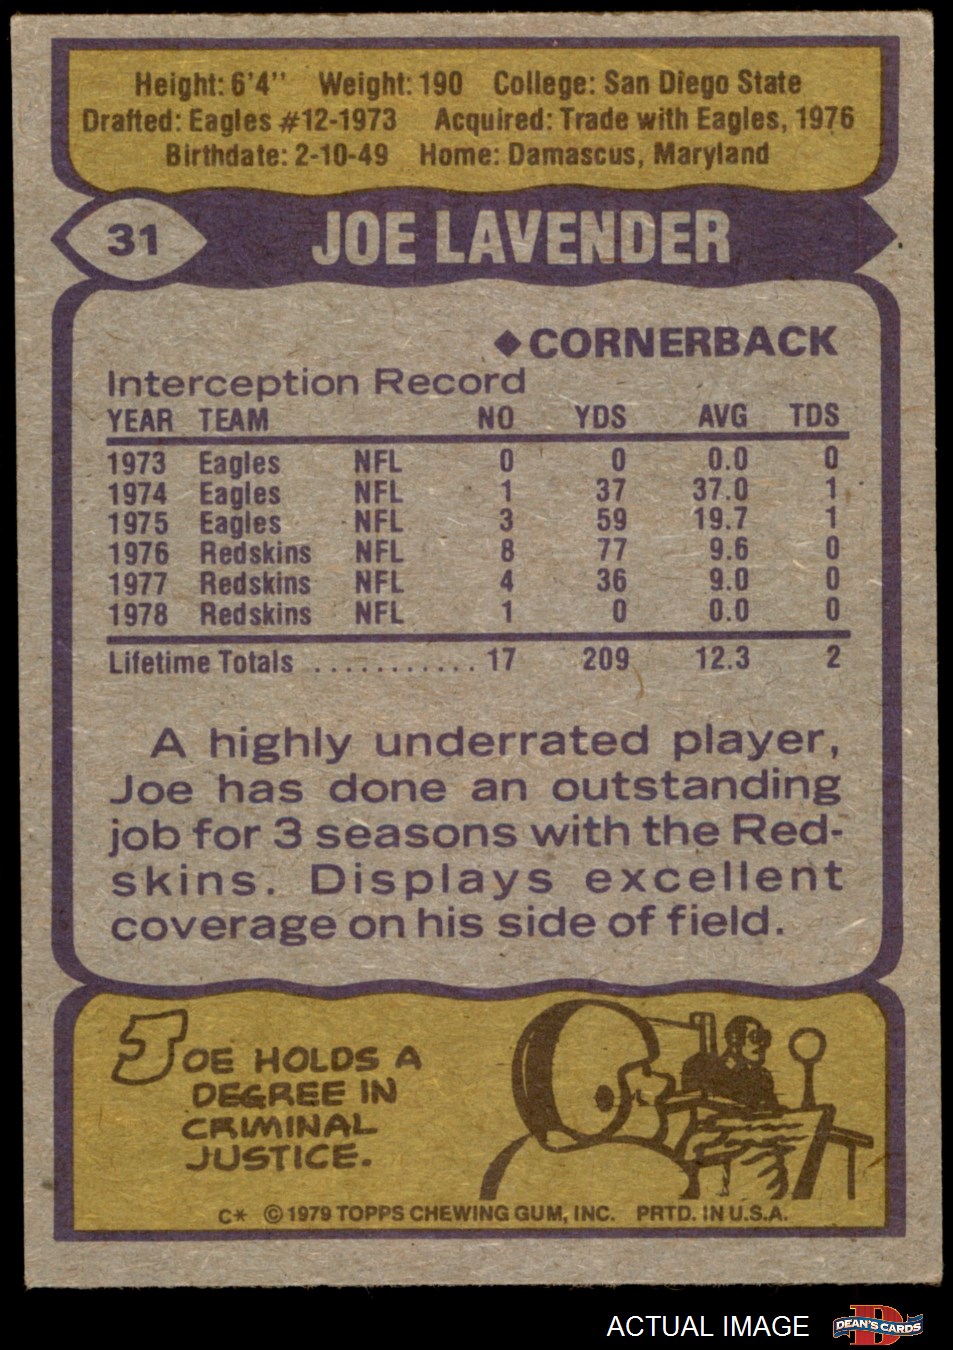 Height: 6'4" Weight: 190 College: San Diego State
Drafted: Eagles #12-1973 Acquired: Trade with Eagles, 1976
Birthdate: 2-10-49 Home: Damascus, Maryland
31 JOE LAVENDER
◆CORNERBACK
Interception Record
YEAR TEAM NO YDS AVG TDS
1973 Eagles NFL 0 0 0.0 0
1974 Eagles NFL 1 37 37.0 1
1975 Eagles NFL 3 59 19.7 1
1976 Redskins NFL 8 77 9.6 0
1977 Redskins NFL 4 36 9.0 0
1978 Redskins NFL 1 0 0.0 0
Lifetime Totals ........... 17 209 12.3 2
A highly underrated player,
Joe has done an outstanding
job for 3 seasons with the Red-
skins. Displays excellent
coverage on his side of field.
JOE HOLDS A
DEGREE IN
CRIMINAL
JUSTICE.
C* © 1979 TOPPS CHEWING GUM, INC. PRTD. IN U.S.A.
ACTUAL IMAGE
D
DEAN'S CARDS